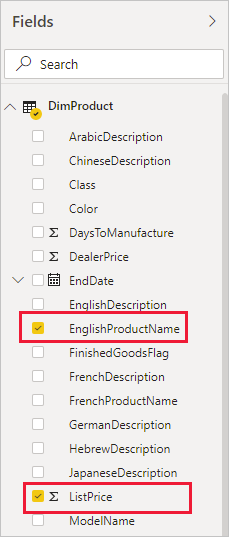 Fields
Search
DimProduct
ArabicDescription
ChineseDescription
Class
Color
Σ DaysToManufacture
Σ DealerPrice
EndDate
EnglishDescription
EnglishProductName
FinishedGoodsFlag
FrenchDescription
FrenchProductName
GermanDescription
HebrewDescription
JapaneseDescription
Σ ListPrice
ModelName